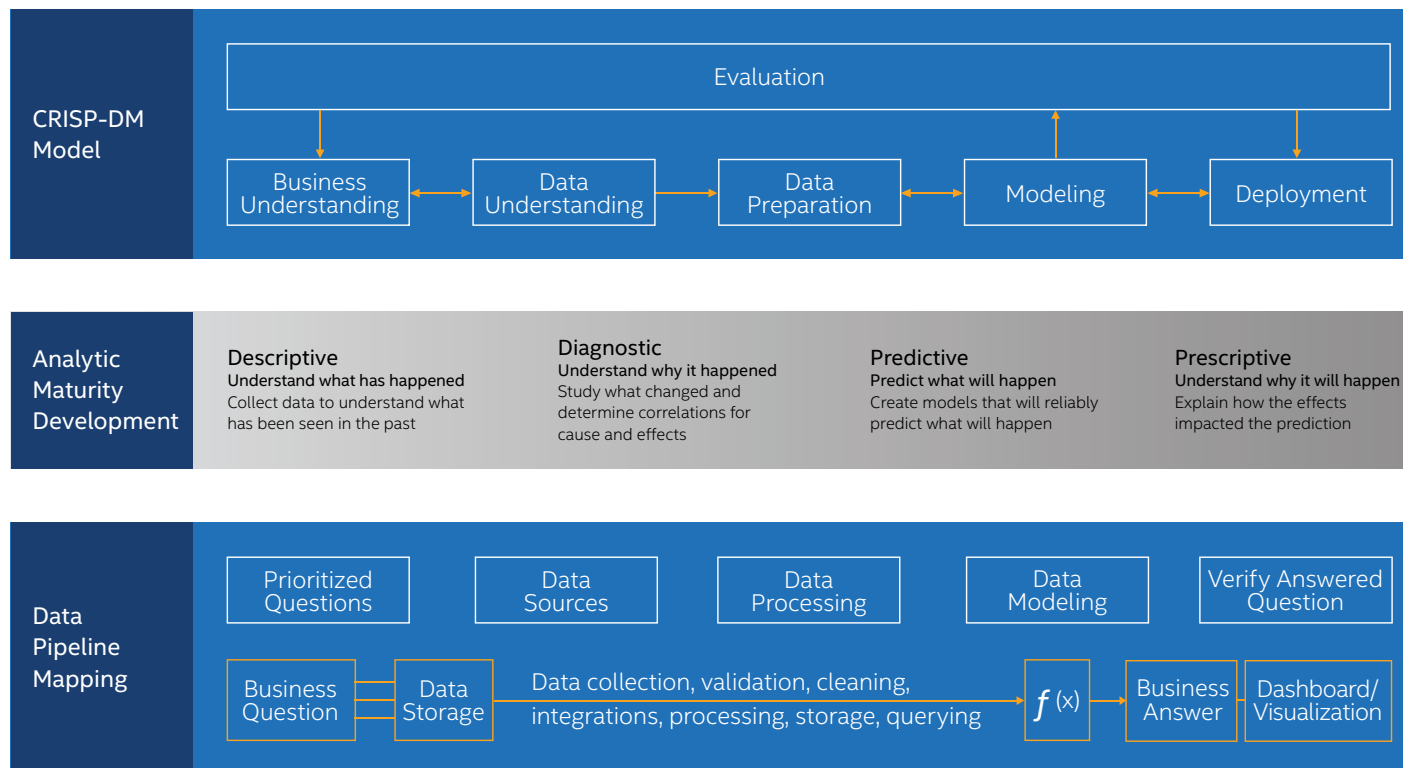 CRISP-DM
Model
Evaluation
Business
Understanding
Data
Understanding
Data
Preparation
Modeling
Deployment
Analytic
Maturity
Development
Descriptive
Understand what has happened
Collect data to understand what
has been seen in the past
Diagnostic
Understand why it happened
Study what changed and
determine correlations for
cause and effects
Predictive
Predict what will happen
Create models that will reliably
predict what will happen
Prescriptive
Understand why it will happen
Explain how the effects
impacted the prediction
Data
Pipeline
Mapping
Prioritized
Questions
Data
Sources
Data
Processing
Data
Modeling
Verify Answered
Question
Business
Question
Data
Storage
Data collection, validation, cleaning,
integrations, processing, storage, querying
f (x)
Business
Answer
Dashboard/
Visualization